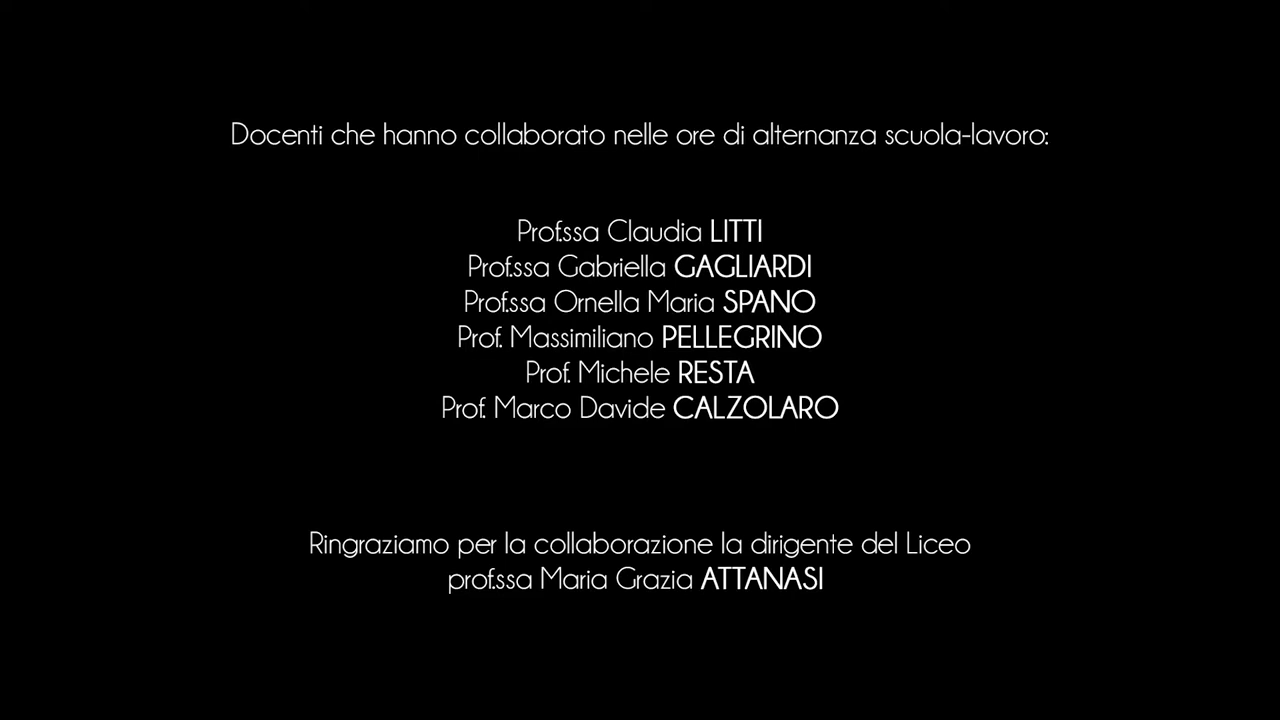 Docenti che hanno collaborato nelle ore di alternanza scuola-lavoro:
Prof.ssa Claudia LITTI
Prof.ssa Gabriella GAGLIARDI
Prof.ssa Ornella Maria SPANO
Prof. Massimiliano PELLEGRINO
Prof. Michele RESTA
Prof. Marco Davide CALZOLARO
Ringraziamo per la collaborazione la dirigente del Liceo
prof.ssa Maria Grazia ATTANASI